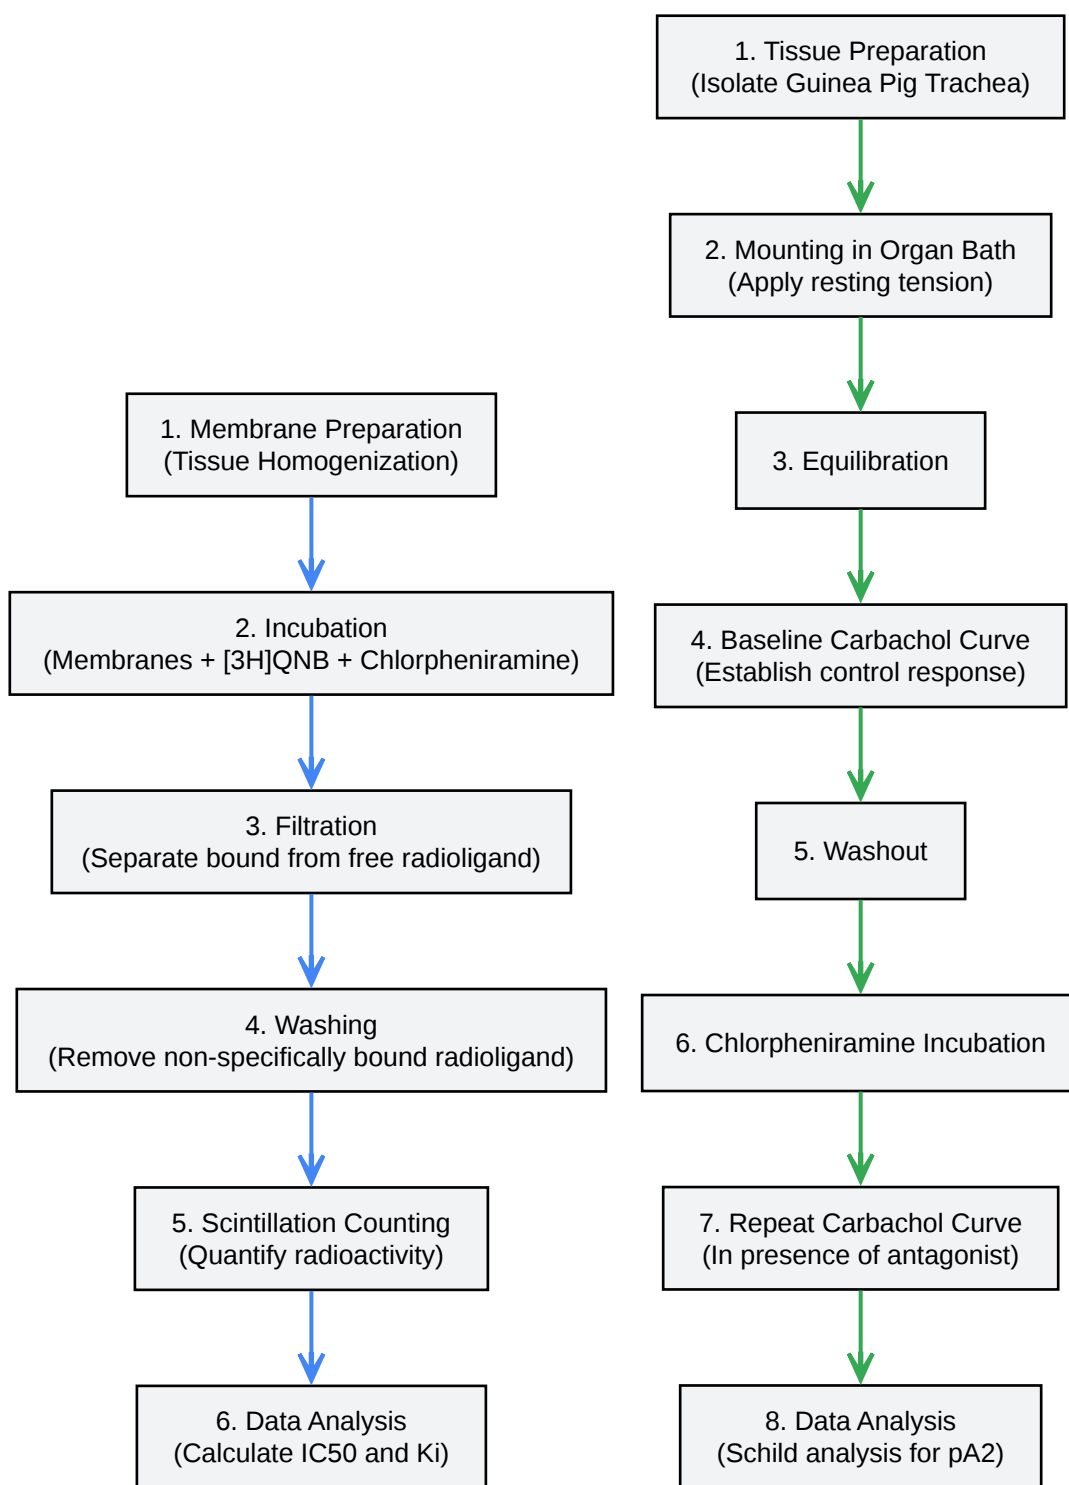 1. Membrane Preparation
(Tissue Homogenization)
2. Incubation
(Membranes + [3H]QNB + Chlorpheniramine)
3. Filtration
(Separate bound from free radioligand)
4. Washing
(Remove non-specifically bound radioligand)
5. Scintillation Counting
(Quantify radioactivity)
6. Data Analysis
(Calculate IC50 and Ki)
1. Tissue Preparation
(Isolate Guinea Pig Trachea)
2. Mounting in Organ Bath
(Apply resting tension)
3. Equilibration
4. Baseline Carbachol Curve
(Establish control response)
5. Washout
6. Chlorpheniramine Incubation
7. Repeat Carbachol Curve
(In presence of antagonist)
8. Data Analysis
(Schild analysis for pA2)